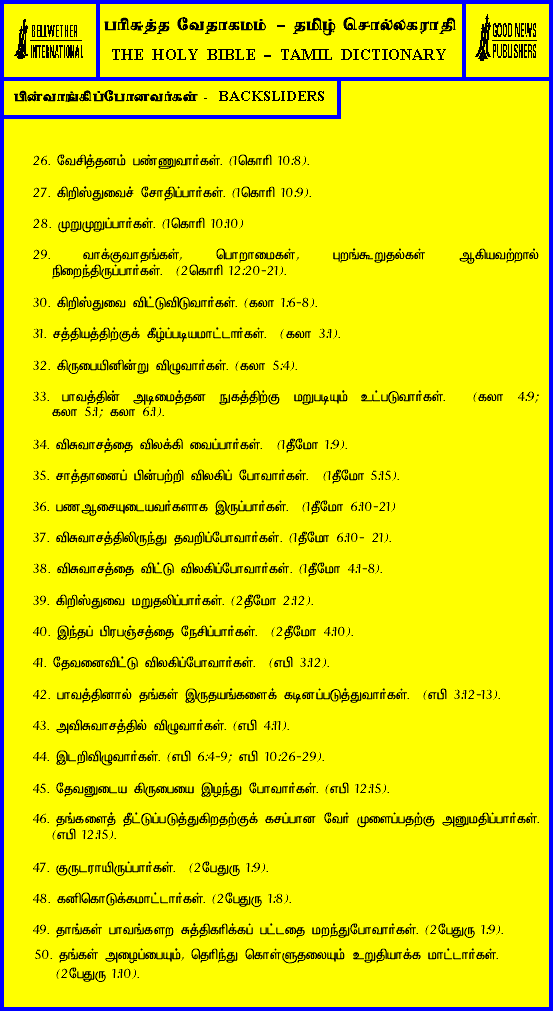 BELLWETHER
INTERNATIONAL
பரிசுத்த வேதாகமம் – தமிழ் சொல்லகராதி
THE HOLY BIBLE – TAMIL DICTIONARY
GOOD NEWS
PUBLISHERS
பின்வாங்கிப்போனவர்கள் - BACKSLIDERS
26. வேசித்தனம் பண்ணுவார்கள். (1கொரி 10:8).
27. கிறிஸ்துவைச் சோதிப்பார்கள். (1கொரி 10:9).
28. முறுமுறுப்பார்கள். (1கொரி 10:10)
29. வாக்குவாதங்கள், பொறாமைகள், புறங்கூறுதல்கள் ஆகியவற்றால்
நிறைந்திருப்பார்கள். (2கொரி 12:20-21).
30. கிறிஸ்துவை விட்டுவிடுவார்கள். (கலா 1:6-8).
31. சத்தியத்திற்குக் கீழ்ப்படியமாட்டார்கள். (கலா 3:1).
32. கிருபையினின்று விழுவார்கள். (கலா 5:4).
33. பாவத்தின் அடிமைத்தன நுகத்திற்கு மறுபடியும் உட்படுவார்கள். (கலா 4:9;
கலா 5:1; கலா 6:1).
34. விசுவாசத்தை விலக்கி வைப்பார்கள். (1தீமோ 1:9).
35. சாத்தானைப் பின்பற்றி விலகிப் போவார்கள். (1தீமோ 5:15).
36. பணஆசையுடையவர்களாக இருப்பார்கள். (1தீமோ 6:10-21)
37. விசுவாசத்திலிருந்து தவறிப்போவார்கள். (1தீமோ 6:10- 21).
38. விசுவாசத்தை விட்டு விலகிப்போவார்கள். (1தீமோ 4:1-8).
39. கிறிஸ்துவை மறுதலிப்பார்கள். (2தீமோ 2:12).
40. இந்தப் பிரபஞ்சத்தை நேசிப்பார்கள். (2தீமோ 4:10).
41. தேவனைவிட்டு விலகிப்போவார்கள். (எபி 3:12).
42. பாவத்தினால் தங்கள் இருதயங்களைக் கடினப்படுத்துவார்கள். (எபி 3:12-13).
43. அவிசுவாசத்தில் விழுவார்கள். (எபி 4:11).
44. இடறிவிழுவார்கள். (எபி 6:4-9; எபி 10:26-29).
45. தேவனுடைய கிருபையை இழந்து போவார்கள். (எபி 12:15).
46. தங்களைத் தீட்டுப்படுத்துகிறதற்குக் கசப்பான வேர் முளைப்பதற்கு அனுமதிப்பார்கள்.
(எபி 12:15).
47. குருடராயிருப்பார்கள். (2பேதுரு 1:9).
48. கனிகொடுக்கமாட்டார்கள். (2பேதுரு 1:8).
49. தாங்கள் பாவங்களற சுத்திகரிக்கப் பட்டதை மறந்துபோவார்கள். (2பேதுரு 1:9).
50. தங்கள் அழைப்பையும், தெரிந்து கொள்ளுதலையும் உறுதியாக்க மாட்டார்கள்.
(2பேதுரு 1:10).